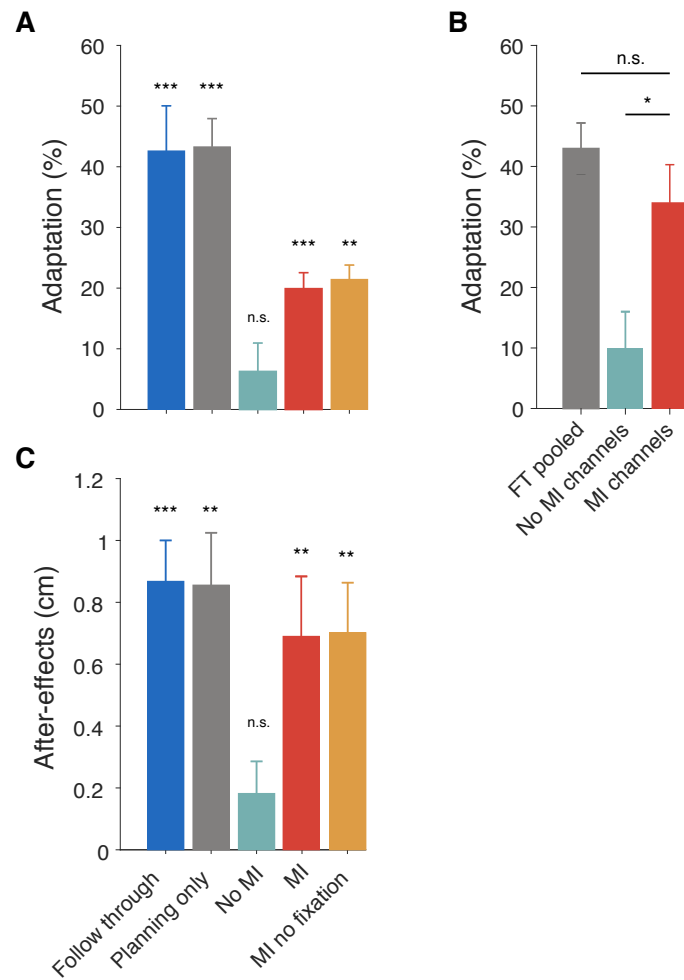 A
Adaptation (%)
60
50
40
30
20
10
0
***
***
n.s.
***
**
B
Adaptation (%)
60
50
40
30
20
10
0
n.s.
*
FT pooled
No MI channels
MI channels
C
After-effects (cm)
1.2
1
0.8
0.6
0.4
0.2
0
***
**
n.s.
**
**
Follow through
Planning only
No MI
MI
MI no fixation